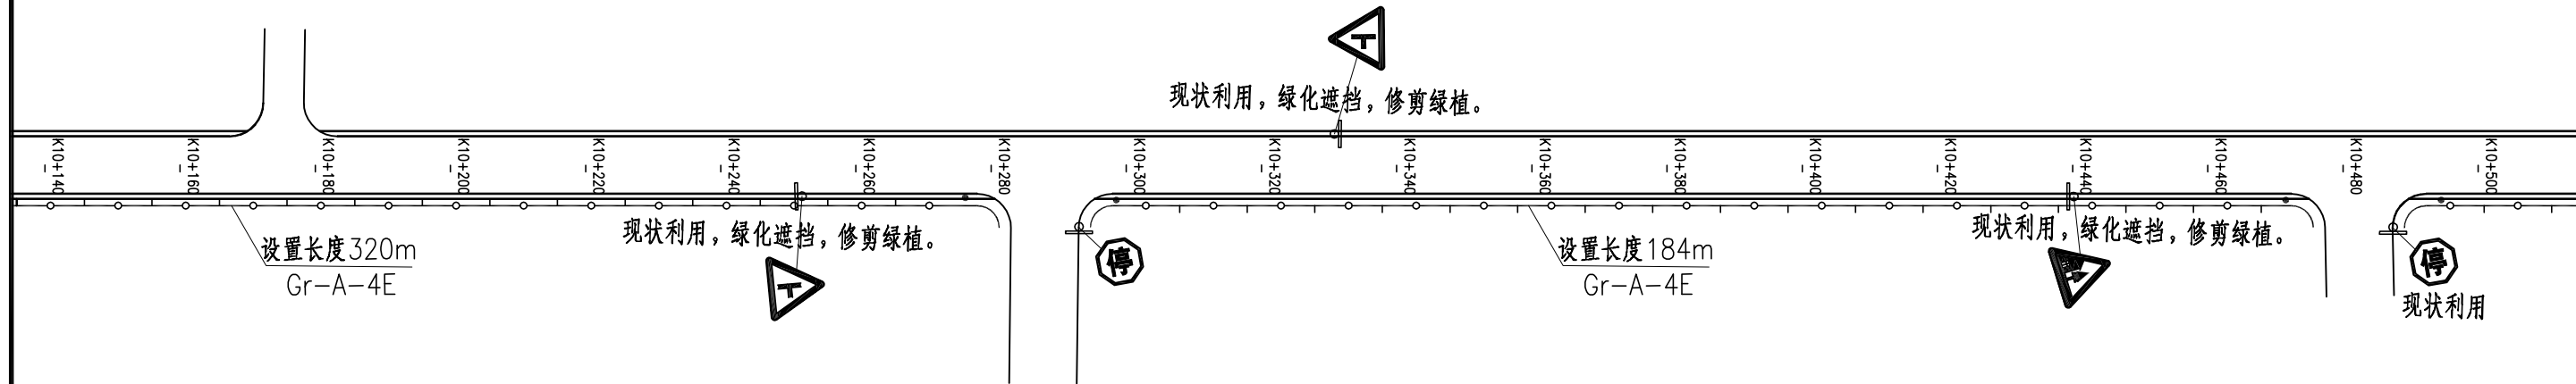 现状利用，绿化遮挡，修剪绿植。
K10+140
K10+160
K10+180
K10+200
K10+220
K10+240
K10+260
K10+280
K10+300
K10+320
K10+340
K10+360
K10+380
K10+400
K10+420
K10+440
K10+460
K10+480
K10+500
设置长度320m
Gr-A-4E
现状利用，绿化遮挡，修剪绿植。
停
设置长度184m
Gr-A-4E
现状利用，绿化遮挡，修剪绿植。
停
现状利用